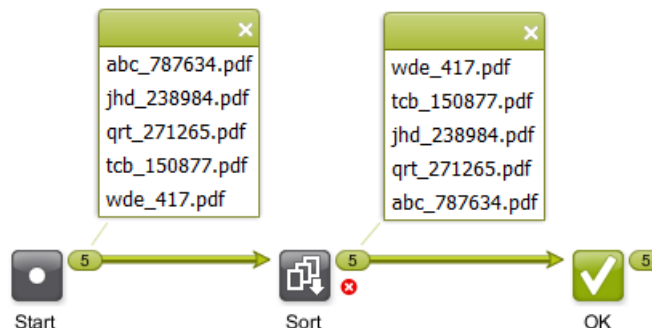 abc_787634.pdf
jhd_238984.pdf
qrt_271265.pdf
tcb_150877.pdf
wde_417.pdf
wde_417.pdf
tcb_150877.pdf
jhd_238984.pdf
qrt_271265.pdf
abc_787634.pdf
5
5
5
Start
Sort
OK